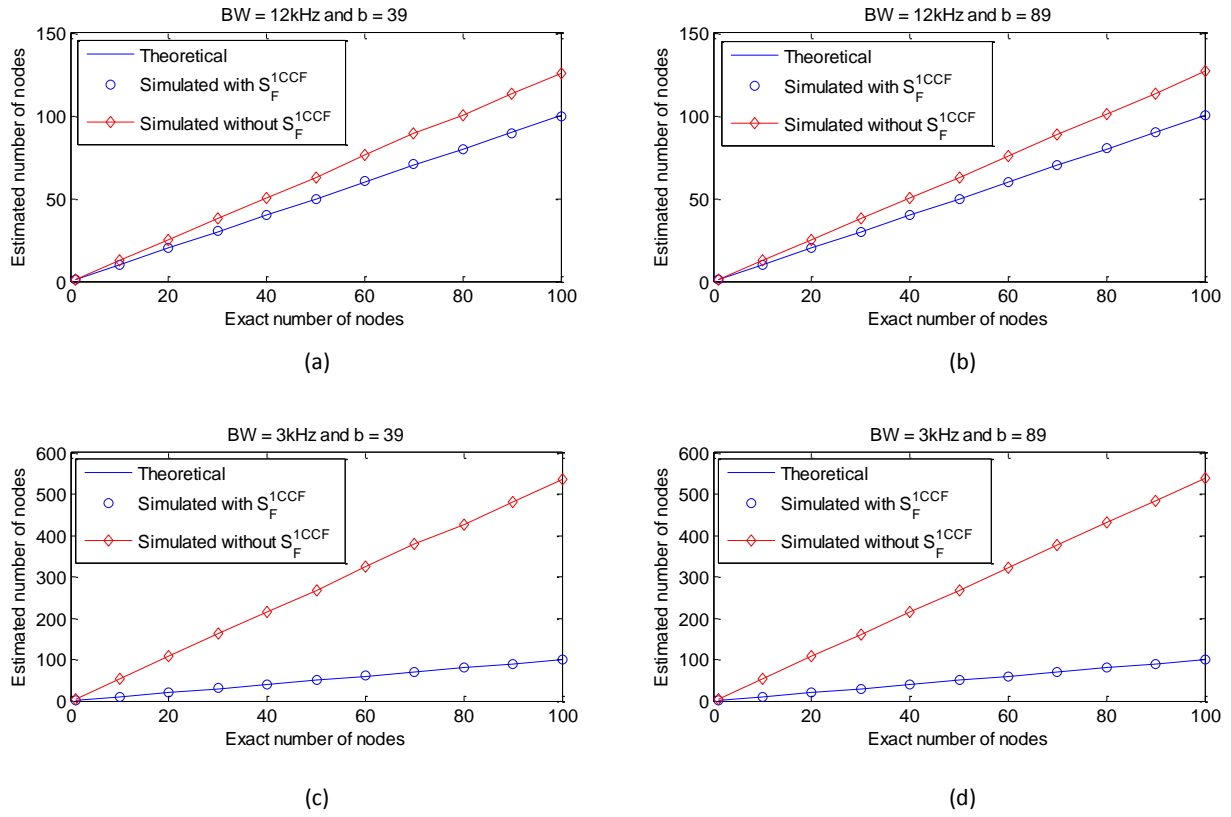 BW = 12kHz and b = 39
150
100
50
0
Estimated number of nodes
Theoretical
Simulated with S_F^1CCF
Simulated without S_F^1CCF
0 20 40 60 80 100
Exact number of nodes
(a)
BW = 12kHz and b = 89
150
100
50
0
Estimated number of nodes
Theoretical
Simulated with S_F^1CCF
Simulated without S_F^1CCF
0 20 40 60 80 100
Exact number of nodes
(b)
BW = 3kHz and b = 39
600
500
400
300
200
100
0
Estimated number of nodes
Theoretical
Simulated with S_F^1CCF
Simulated without S_F^1CCF
0 20 40 60 80 100
Exact number of nodes
(c)
BW = 3kHz and b = 89
600
500
400
300
200
100
0
Estimated number of nodes
Theoretical
Simulated with S_F^1CCF
Simulated without S_F^1CCF
0 20 40 60 80 100
Exact number of nodes
(d)